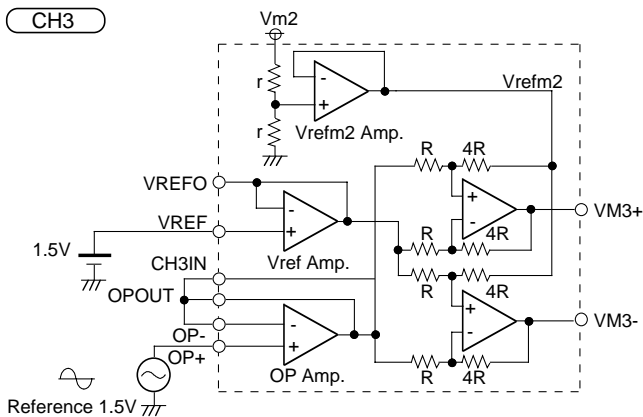 CH3
Vm2
r
-
+
Vrefm2
r
Vrefm2 Amp.
R
4R
VREFO
+
-
VM3+
VREF
-
+
R
4R
1.5V
CH3IN
Vref Amp.
R
4R
OPOUT
+
-
VM3-
OP-
-
OP+
+
OP Amp.
R
4R
Reference 1.5V